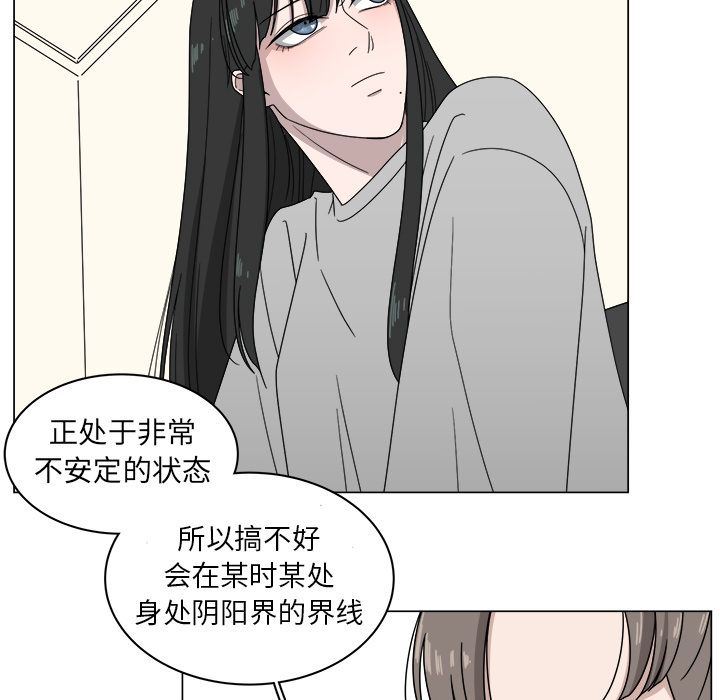 正处于非常
不安定的状态
所以搞不好
会在某时某处
身处阴阳界的界线